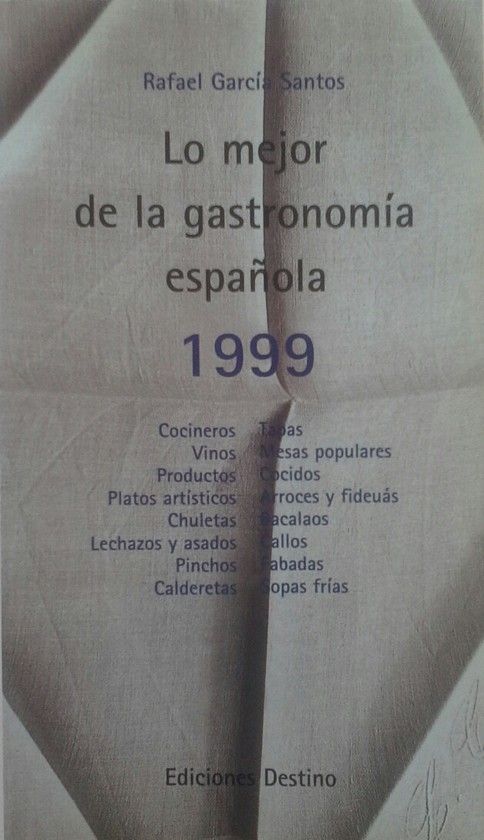 Rafael García Santos
Lo mejor
de la gastronomía
española
1999
Cocineros Tapas
Vinos Mesas populares
Productos Cocidos
Platos artísticos Arroces y fideuás
Chuletas Bacalaos
Lechazos y asados Callos
Pinchos Fabadas
Calderetas Sopas frías
Ediciones Destino